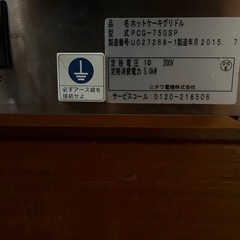 品名 ホットケーキグリドル
型式 PCG-750SP
製造番号 U027268-1 製造年月 2015. 7
定格電圧 1Φ 200V
定格消費電力 5.0kW
ニチワ電機株式会社
サービスコール:0120-218506
必ずアース線を
接続せよ